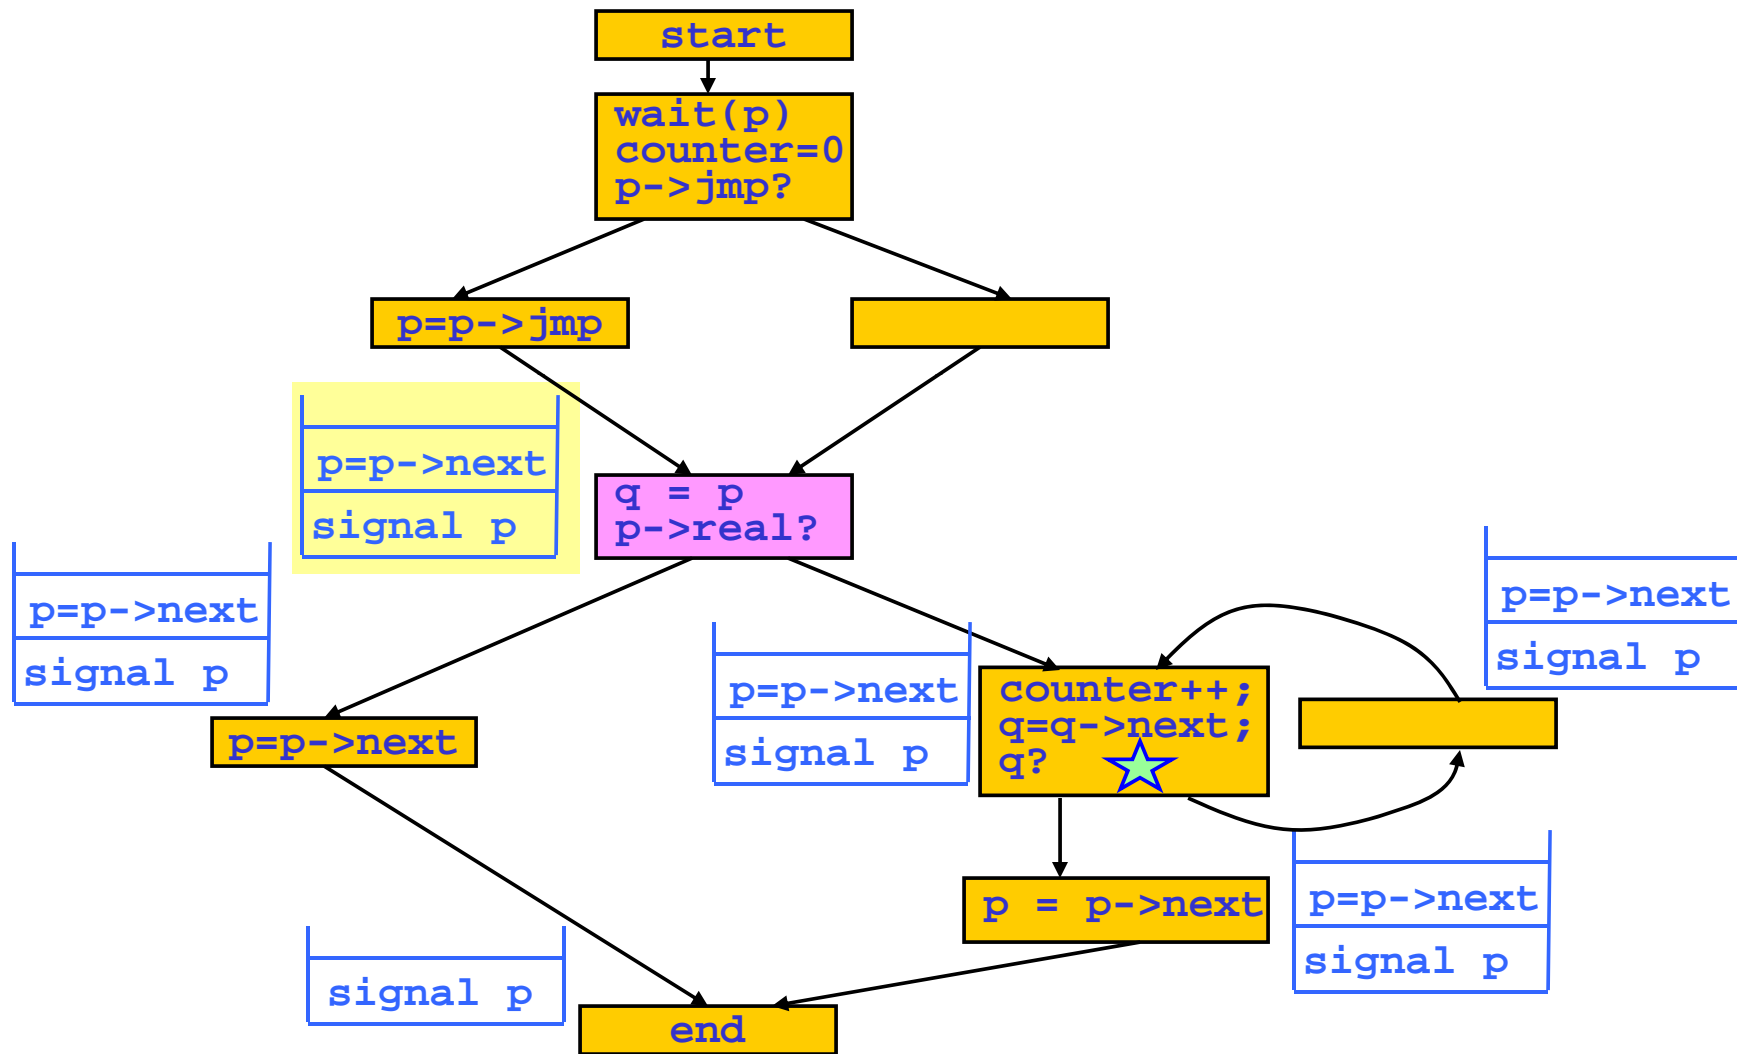 start
wait(p)
counter=0
p->jmp?
p=p->jmp
p=p->next
signal p
q = p
p->real?
p=p->next
signal p
p=p->next
signal p
p=p->next
signal p
counter++;
q=q->next;
q?
p=p->next
p = p->next
p=p->next
signal p
signal p
end